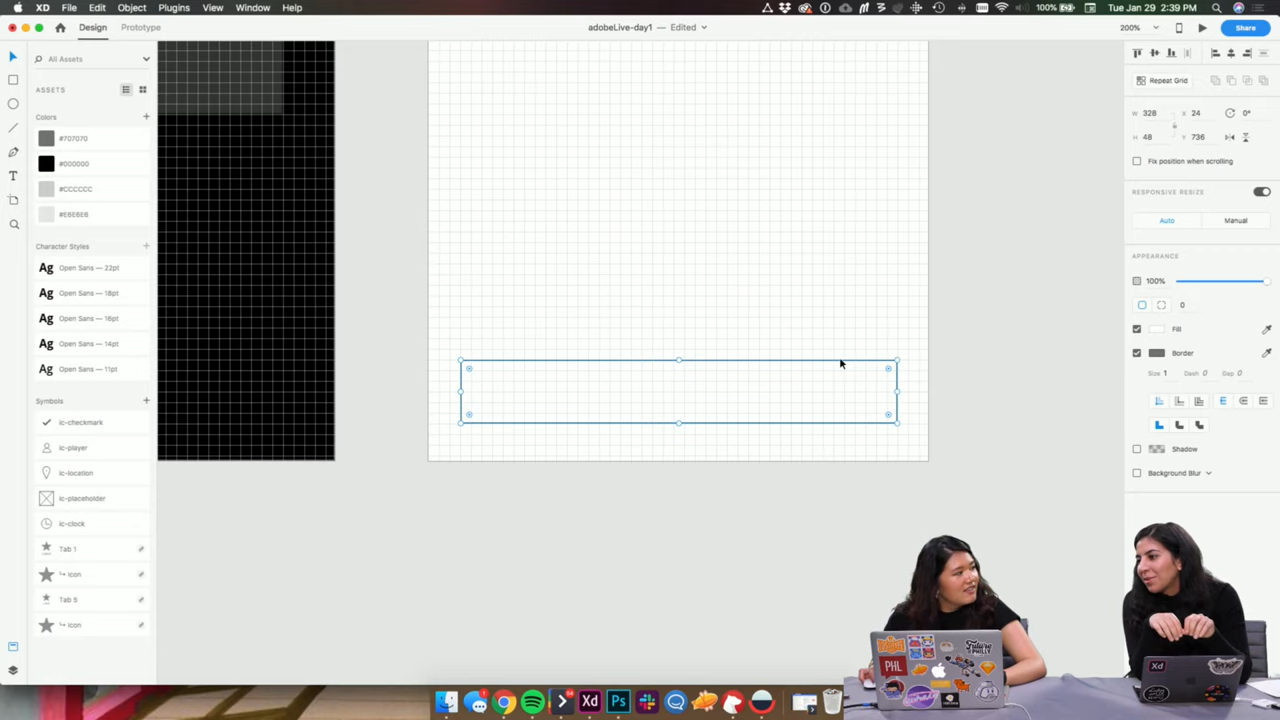 XD File Edit Object Plugins View Window Help
100% Tue Jan 29 2:39 PM
Design Prototype
adobeLive-day1 — Edited
200%
Share
All Assets
ASSETS
Colors
#707070
#000000
#CCCCCC
#E6E6E6
Character Styles
Ag Open Sans — 22pt
Ag Open Sans — 18pt
Ag Open Sans — 16pt
Ag Open Sans — 14pt
Ag Open Sans — 11pt
Symbols
ic-checkmark
ic-player
ic-location
ic-placeholder
ic-clock
Tab 1
Icon
Tab 5
Icon
Repeat Grid
W 328 X 24 0°
H 48 Y 736
Fix position when scrolling
RESPONSIVE RESIZE
Auto Manual
APPEARANCE
100%
0
Fill
Border
Size 1 Dash 0 Gap 0
Shadow
Background Blur
Xd Ps
PHL
Future
PHILLY
Xd